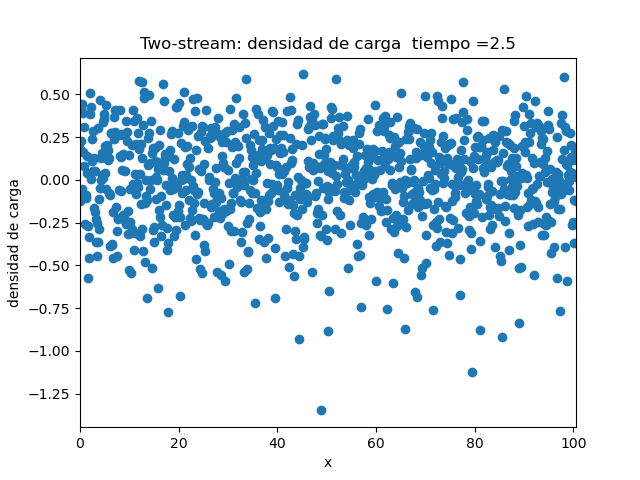 Two-stream: densidad de carga  tiempo =2.5
densidad de carga
0.50
0.25
0.00
−0.25
−0.50
−0.75
−1.00
−1.25
0 20 40 60 80 100
x